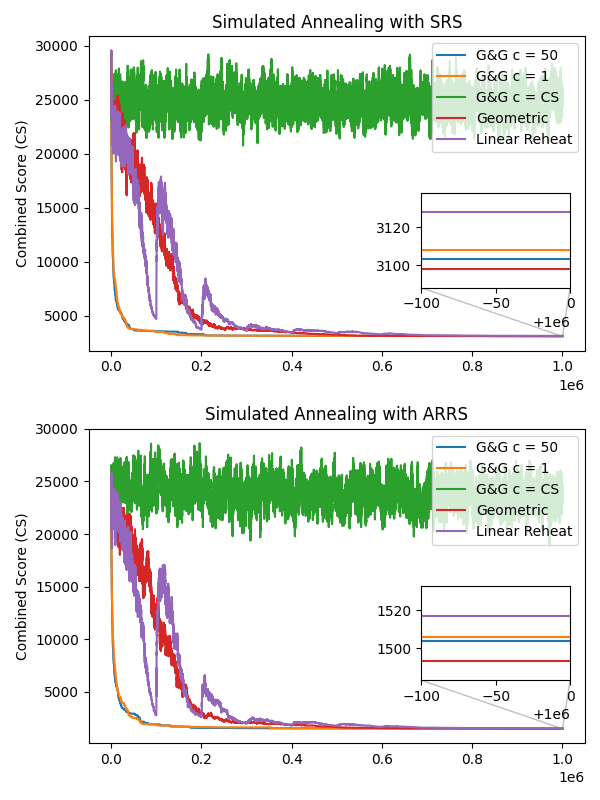 Simulated Annealing with SRS
Combined Score (CS)
30000
25000
20000
15000
10000
5000
G&G c = 50
G&G c = 1
G&G c = CS
Geometric
Linear Reheat
3120
3100
−100
−50
0
+1e6
0.0
0.2
0.4
0.6
0.8
1.0
1e6
Simulated Annealing with ARRS
Combined Score (CS)
30000
25000
20000
15000
10000
5000
G&G c = 50
G&G c = 1
G&G c = CS
Geometric
Linear Reheat
1520
1500
−100
−50
0
+1e6
0.0
0.2
0.4
0.6
0.8
1.0
1e6